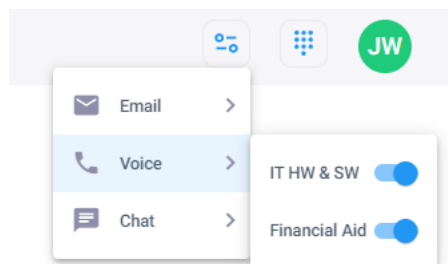 JW
Email
Voice
Chat
IT HW & SW
Financial Aid